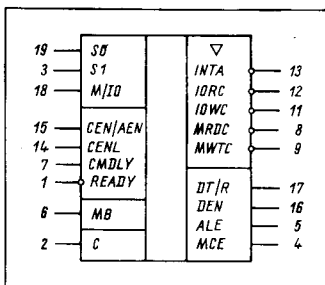 19 S0 ▽
3 S1 INTA 13
18 M/IO IORC 12
IOWC 11
15 CEN/AEN MRDC 8
14 CENL MWTC 9
7 CMDLY
1 READY DT/R 17
DEN 16
6 MB ALE 5
2 C MCE 4